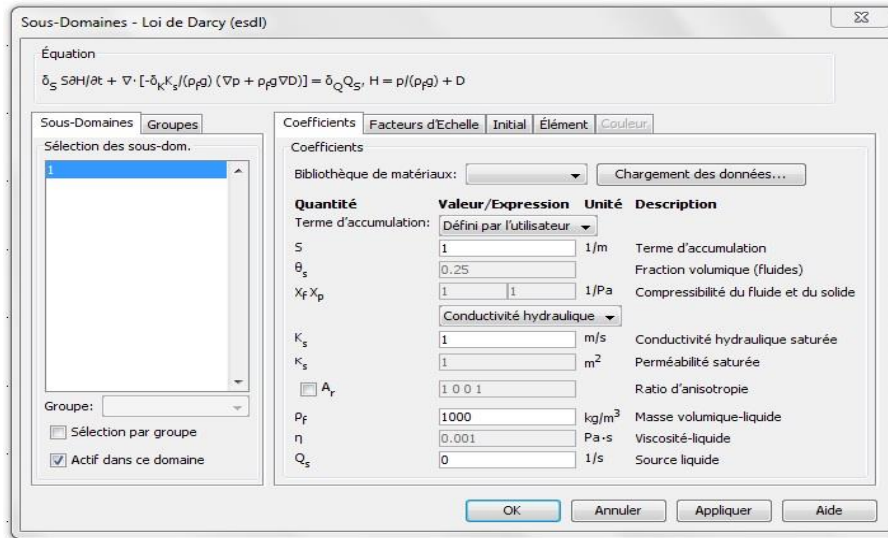 Sous-Domaines - Loi de Darcy (esdl)
Équation
δS S∂H/∂t + ∇· [-δKKs/(ρfg) (∇p + ρfg∇D)] = δQQS, H = p/(ρfg) + D
Sous-Domaines Groupes
Sélection des sous-dom.
1
Groupe:
Sélection par groupe
Actif dans ce domaine
Coefficients Facteurs d'Echelle Initial Élément Couleur
Coefficients
Bibliothèque de matériaux: Chargement des données...
Quantité Valeur/Expression Unité Description
Terme d'accumulation: Défini par l'utilisateur
S 1 1/m Terme d'accumulation
θs 0.25 Fraction volumique (fluides)
χf χp 1 1 1/Pa Compressibilité du fluide et du solide
Conductivité hydraulique
Ks 1 m/s Conductivité hydraulique saturée
κs 1 m² Perméabilité saturée
Ar 1 0 0 1 Ratio d'anisotropie
ρf 1000 kg/m³ Masse volumique-liquide
η 0.001 Pa·s Viscosité-liquide
Qs 0 1/s Source liquide
OK Annuler Appliquer Aide